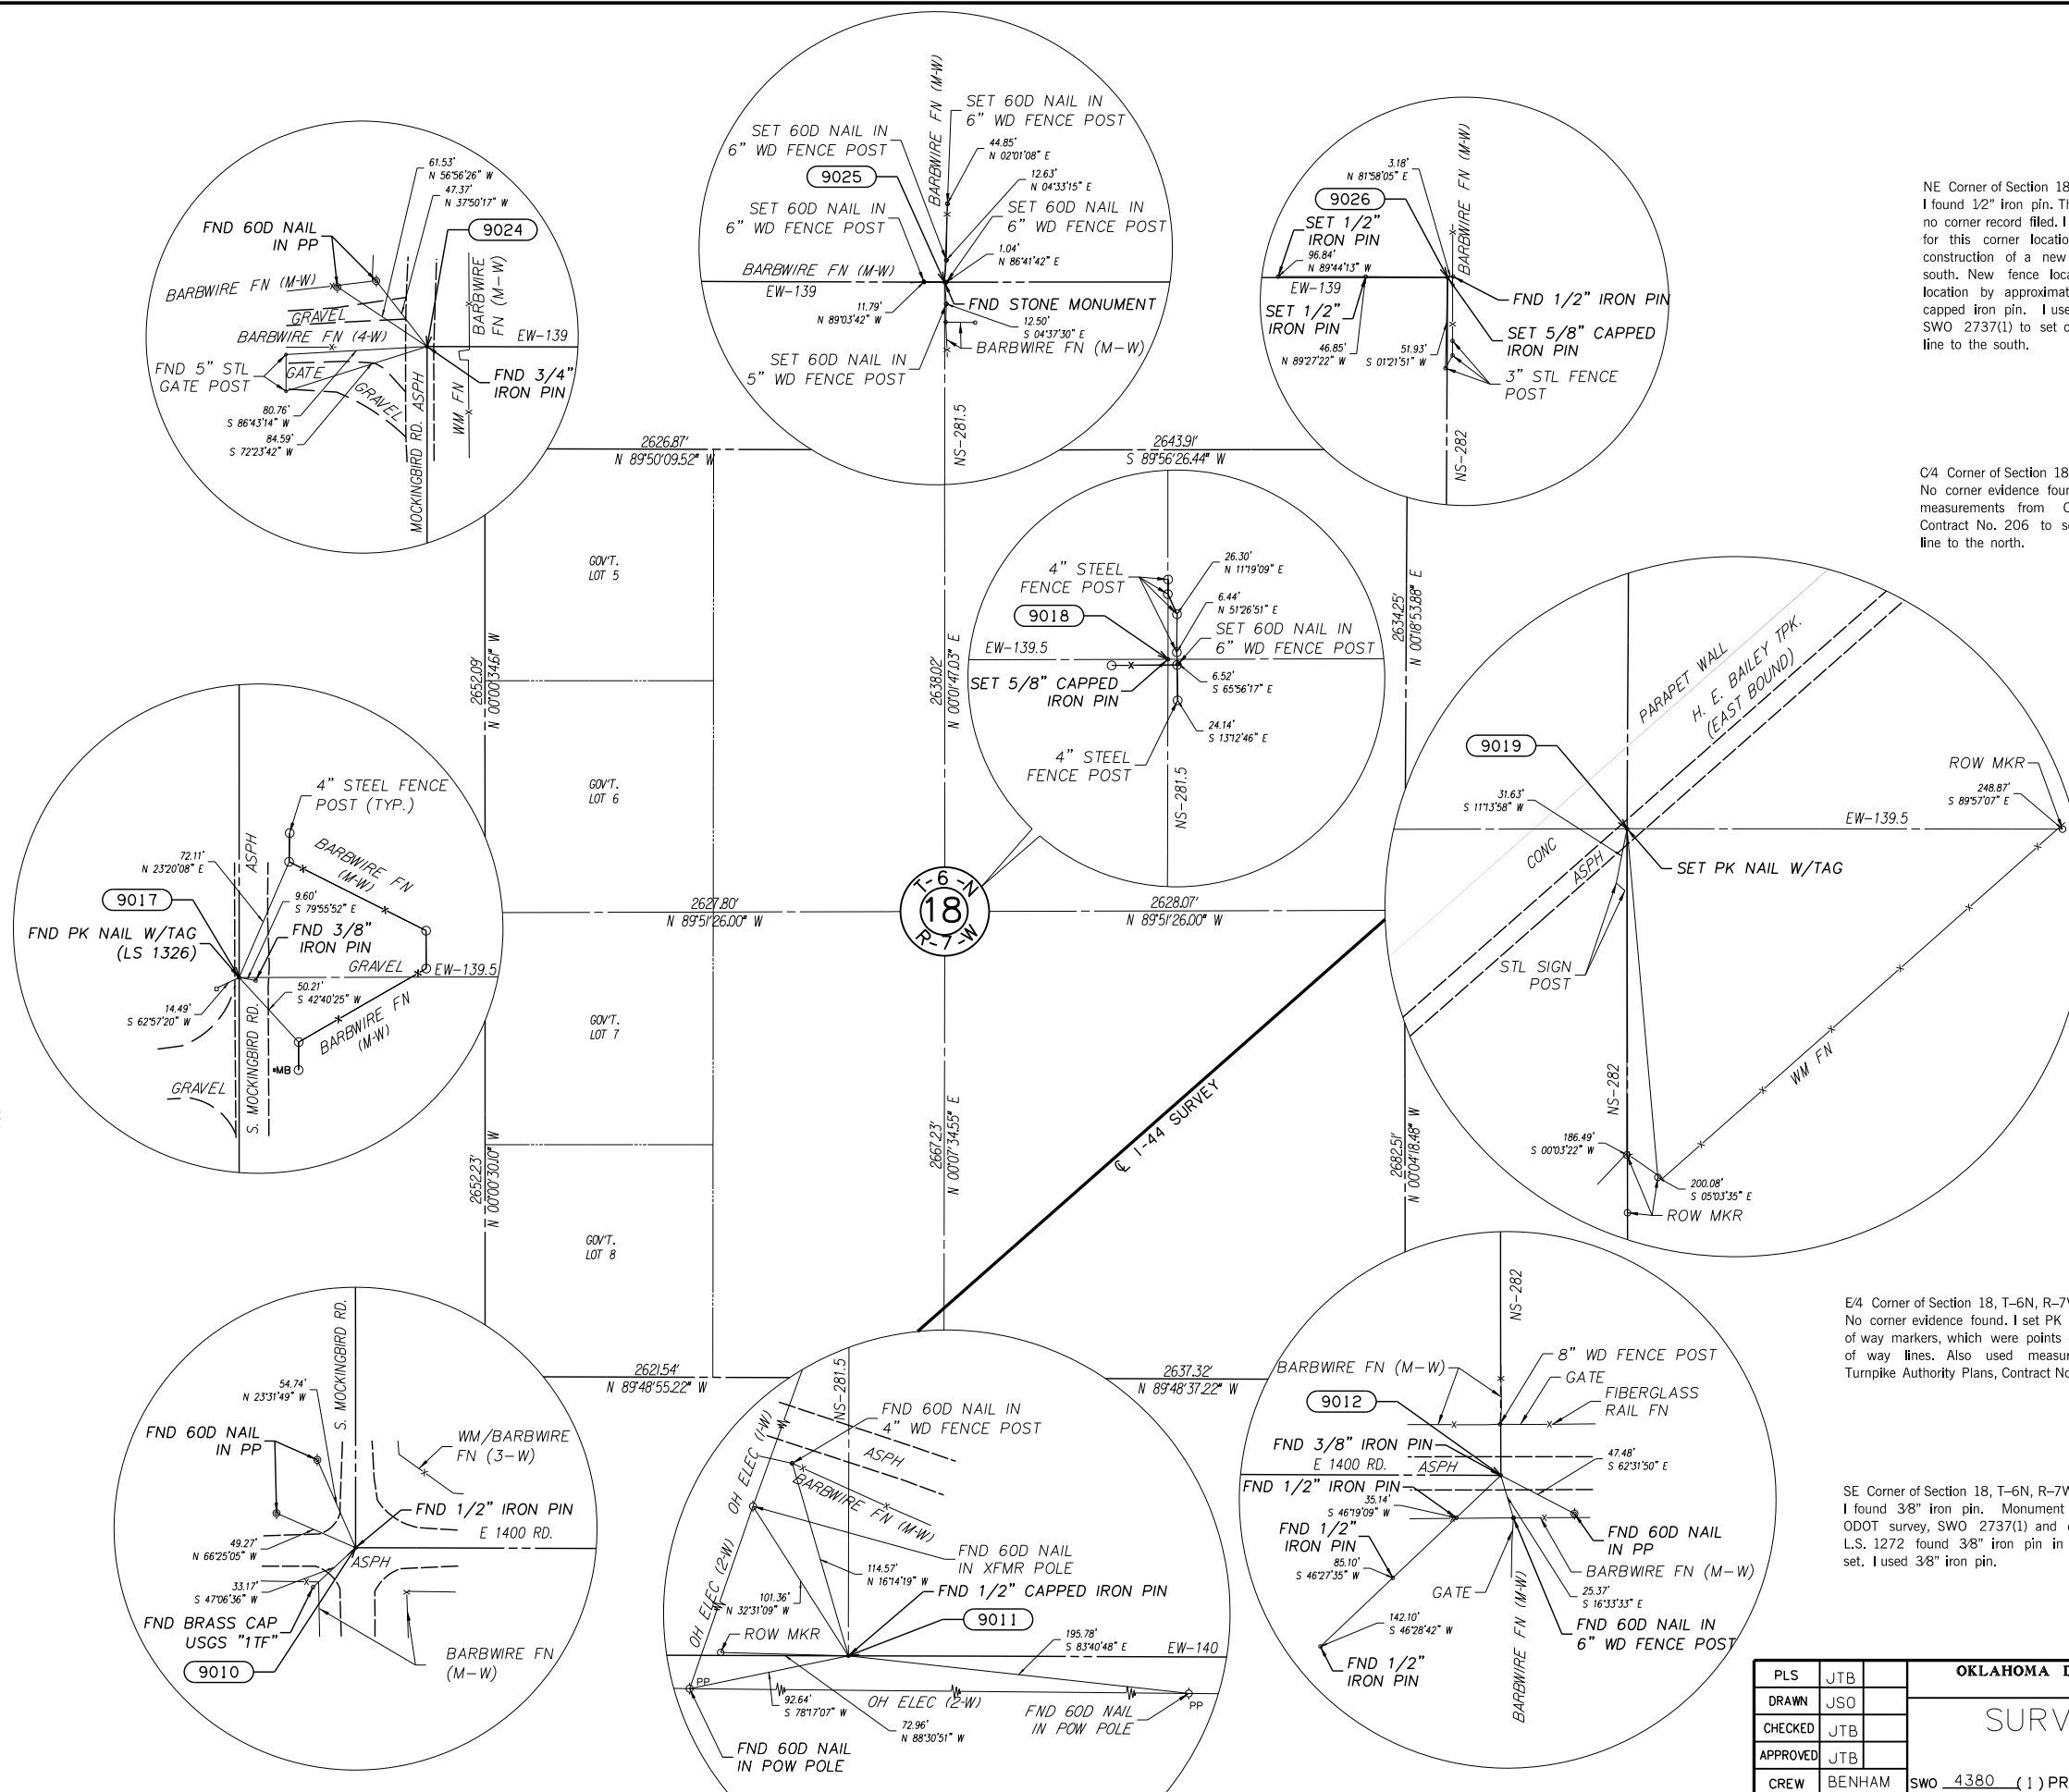 61.53'
N 56°56'26" W
47.37'
N 37°50'17" W
FND 60D NAIL
IN PP
9024
BARBWIRE FN (M-W)
GRAVEL
BARBWIRE FN (4-W)
BARBWIRE
FN (M-W)
EW-139
FND 5" STL
GATE POST
GATE
GRAVEL
FND 3/4"
IRON PIN
80.76'
S 86°43'14" W
84.59'
S 72°23'42" W
MOCKINGBIRD RD. ASPH
WM FN
BARBWIRE FN (M-W)
SET 60D NAIL IN
6" WD FENCE POST
SET 60D NAIL IN
6" WD FENCE POST
44.85'
N 02°01'08" E
9025
12.63'
N 04°33'15" E
SET 60D NAIL IN
6" WD FENCE POST
SET 60D NAIL IN
6" WD FENCE POST
1.04'
N 86°41'42" E
BARBWIRE FN (M-W)
EW-139
FND STONE MONUMENT
11.79'
N 89°03'42" W
12.50'
S 04°37'30" E
BARBWIRE FN (M-W)
SET 60D NAIL IN
5" WD FENCE POST
NS-281.5
3.18'
N 81°58'05" E
BARBWIRE FN (M-W)
9026
SET 1/2"
IRON PIN
96.84'
N 89°44'13" W
EW-139
FND 1/2" IRON PIN
SET 1/2"
IRON PIN
SET 5/8" CAPPED
IRON PIN
46.85'
N 89°27'22" W
51.93'
S 01°21'51" W
3" STL FENCE
POST
NS-282
NE Corner of Section 18
I found 1/2" iron pin. Th
no corner record filed. I
for this corner locatio
construction of a new
south. New fence loca
location by approximat
capped iron pin. I use
SWO 2737(1) to set c
line to the south.
2626.87'
N 89°50'09.52" W
2643.91'
S 89°56'26.44" W
C/4 Corner of Section 18
No corner evidence foun
measurements from C
Contract No. 206 to s
line to the north.
GOV'T.
LOT 5
2652.09'
N 00°00'34.61" W
2638.02'
N 00°01'47.03" E
2634.25'
N 00°18'53.88" E
4" STEEL
FENCE POST
26.30'
N 11°19'09" E
9018
6.44'
N 51°26'51" E
SET 60D NAIL IN
6" WD FENCE POST
EW-139.5
SET 5/8" CAPPED
IRON PIN
6.52'
S 65°56'17" E
24.14'
S 13°12'46" E
4" STEEL
FENCE POST
NS-281.5
PARAPET WALL
H. E. BAILEY TPK.
(EAST BOUND)
9019
ROW MKR
248.87'
S 89°57'07" E
31.63'
S 11°13'58" W
EW-139.5
CONC
ASPH
SET PK NAIL W/TAG
STL SIGN
POST
WM FN
NS-282
186.49'
S 00°03'22" W
200.08'
S 05°03'35" E
ROW MKR
GOV'T.
LOT 6
4" STEEL FENCE
POST (TYP.)
ASPH
72.11'
N 23°20'08" E
BARBWIRE FN
(M-W)
9017
9.60'
S 79°55'52" E
FND PK NAIL W/TAG
(LS 1326)
FND 3/8"
IRON PIN
GRAVEL
EW-139.5
50.21'
S 42°40'25" W
14.49'
S 62°57'20" W
BARBWIRE FN
(M-W)
MB
S. MOCKINGBIRD RD.
GRAVEL
2627.80'
N 89°51'26.00" W
T-6-N
18
R-7-W
2628.07'
N 89°51'26.00" W
GOV'T.
LOT 7
2652.23'
N 00°00'30.10" W
2667.23'
N 00°07'34.55" E
2682.51'
N 00°04'18.48" W
℄ I-44 SURVEY
GOV'T.
LOT 8
2621.54'
N 89°48'55.22" W
2637.32'
N 89°48'37.22" W
E/4 Corner of Section 18, T-6N, R-7W
No corner evidence found. I set PK
of way markers, which were points
of way lines. Also used measur
Turnpike Authority Plans, Contract No
S. MOCKINGBIRD RD.
54.74'
N 23°31'49" W
FND 60D NAIL
IN PP
WM/BARBWIRE
FN (3-W)
FND 1/2" IRON PIN
E 1400 RD.
49.27'
N 66°25'05" W
ASPH
33.17'
S 47°06'36" W
FND BRASS CAP
USGS "1TF"
9010
BARBWIRE FN
(M-W)
NS-281.5
OH ELEC (1-W)
FND 60D NAIL IN
4" WD FENCE POST
ASPH
BARBWIRE FN (M-W)
FND 60D NAIL
IN XFMR POLE
OH ELEC (2-W)
114.57'
N 16°14'19" W
101.36'
N 32°31'09" W
FND 1/2" CAPPED IRON PIN
9011
ROW MKR
195.78'
S 83°40'48" E
EW-140
PP
92.64'
S 78°17'07" W
OH ELEC (2-W)
72.96'
N 88°30'51" W
FND 60D NAIL
IN POW POLE
PP
FND 60D NAIL
IN POW POLE
NS-282
BARBWIRE FN (M-W)
8" WD FENCE POST
GATE
FIBERGLASS
RAIL FN
9012
FND 3/8" IRON PIN
E 1400 RD.
ASPH
47.48'
S 62°31'50" E
FND 1/2" IRON PIN
35.14'
S 46°19'09" W
FND 1/2"
IRON PIN
85.10'
S 46°27'35" W
FND 60D NAIL
IN PP
BARBWIRE FN (M-W)
GATE
25.37'
S 16°33'33" E
142.10'
S 46°28'42" W
FND 60D NAIL IN
6" WD FENCE POST
FND 1/2"
IRON PIN
BARBWIRE FN (M-W)
SE Corner of Section 18, T-6N, R-7W
I found 3/8" iron pin. Monument
ODOT survey, SWO 2737(1) and
L.S. 1272 found 3/8" iron pin in
set. I used 3/8" iron pin.
PLS JTB
DRAWN JSO
CHECKED JTB
APPROVED JTB
CREW BENHAM
OKLAHOMA D
SURV
SWO 4380 (1) PR